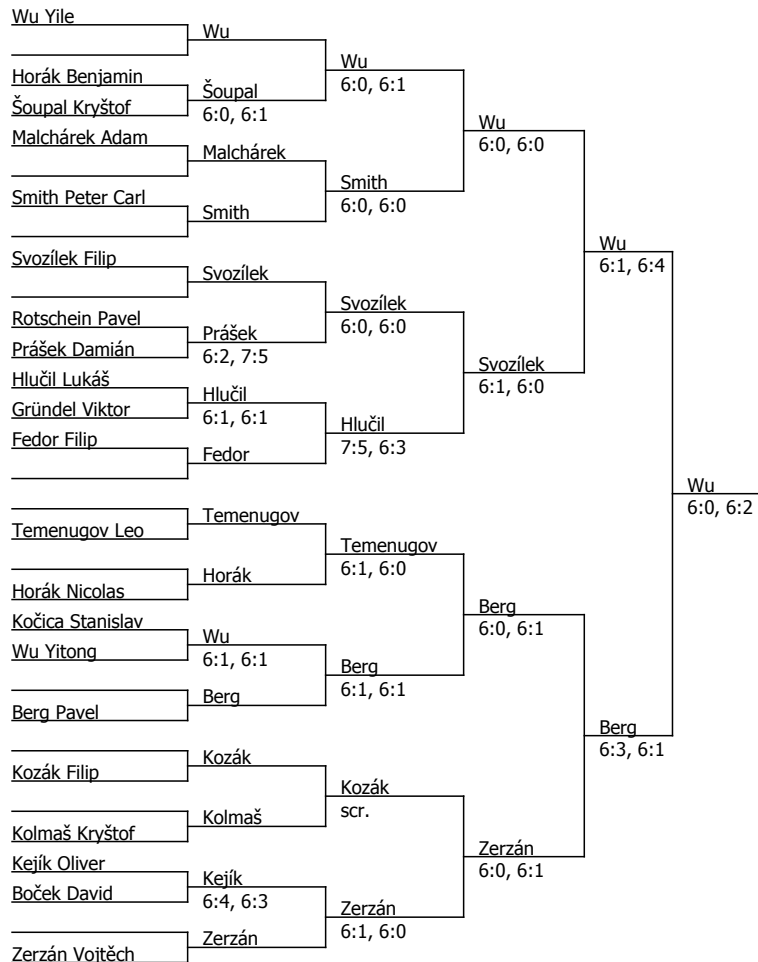 Wu Yile
Wu
Wu
Horák Benjamin
6:0, 6:1
Šoupal
Šoupal Kryštof
6:0, 6:1
Wu
Malchárek Adam
6:0, 6:0
Malchárek
Smith
Smith Peter Carl
6:0, 6:0
Smith
Wu
Svozílek Filip
6:1, 6:4
Svozílek
Svozílek
Rotschein Pavel
6:0, 6:0
Prášek
Prášek Damián
6:2, 7:5
Svozílek
Hlučil Lukáš
6:1, 6:0
Hlučil
Gründel Viktor
6:1, 6:1
Hlučil
Fedor Filip
7:5, 6:3
Fedor
Wu
6:0, 6:2
Temenugov
Temenugov Leo
Temenugov
6:1, 6:0
Horák
Horák Nicolas
Berg
Kočica Stanislav
6:0, 6:1
Wu
Wu Yitong
6:1, 6:1
Berg
6:1, 6:1
Berg
Berg Pavel
Berg
6:3, 6:1
Kozák
Kozák Filip
Kozák
scr.
Kolmaš
Kolmaš Kryštof
Zerzán
Kejík Oliver
6:0, 6:1
Kejík
Boček David
6:4, 6:3
Zerzán
6:1, 6:0
Zerzán
Zerzán Vojtěch